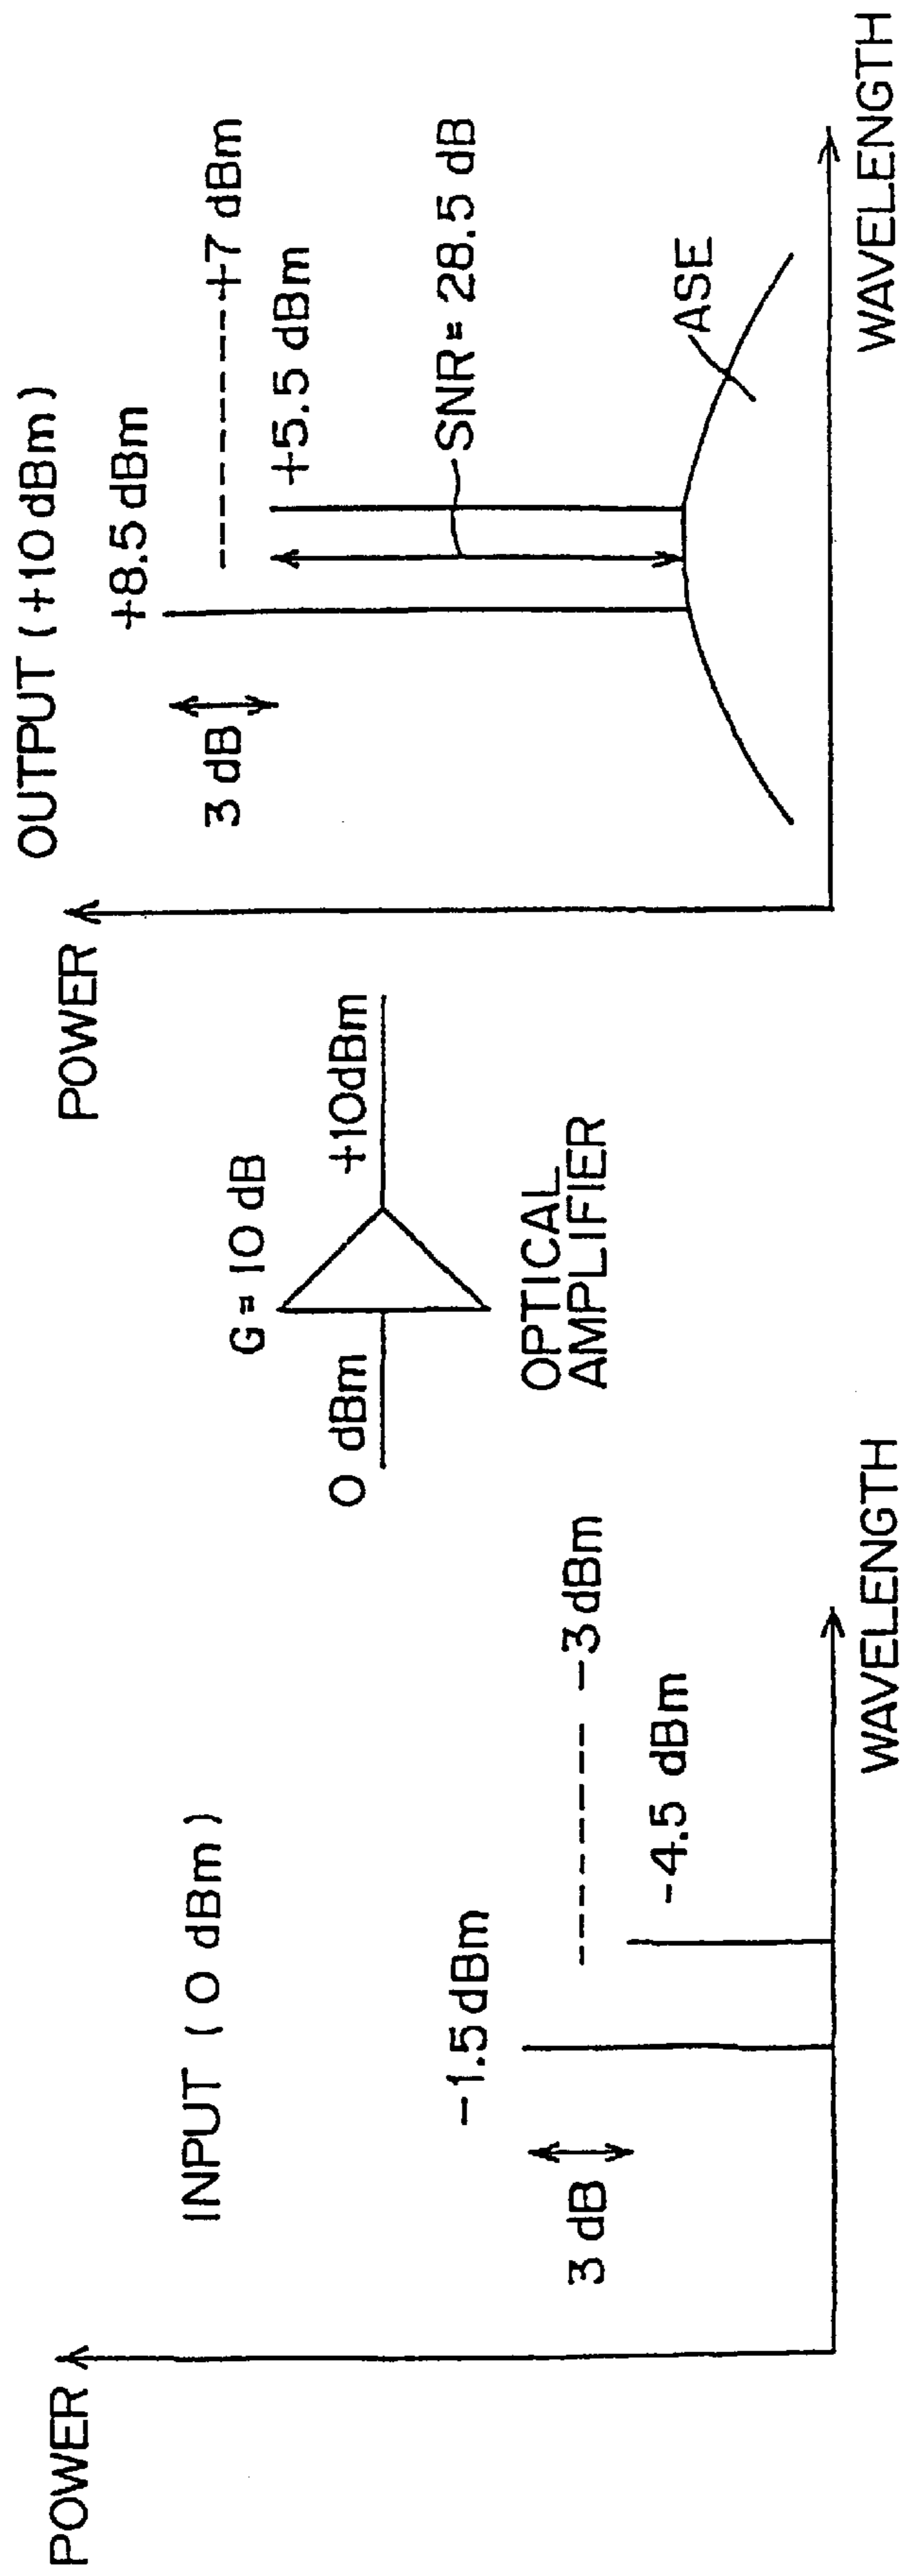 POWER
INPUT ( 0 dBm )
-1.5 dBm
3 dB
-3 dBm
-4.5 dBm
WAVELENGTH
G = 10 dB
0 dBm
+10dBm
OPTICAL
AMPLIFIER
POWER
OUTPUT ( +10 dBm )
+8.5 dBm
3 dB
+7 dBm
+5.5 dBm
SNR = 28.5 dB
ASE
WAVELENGTH